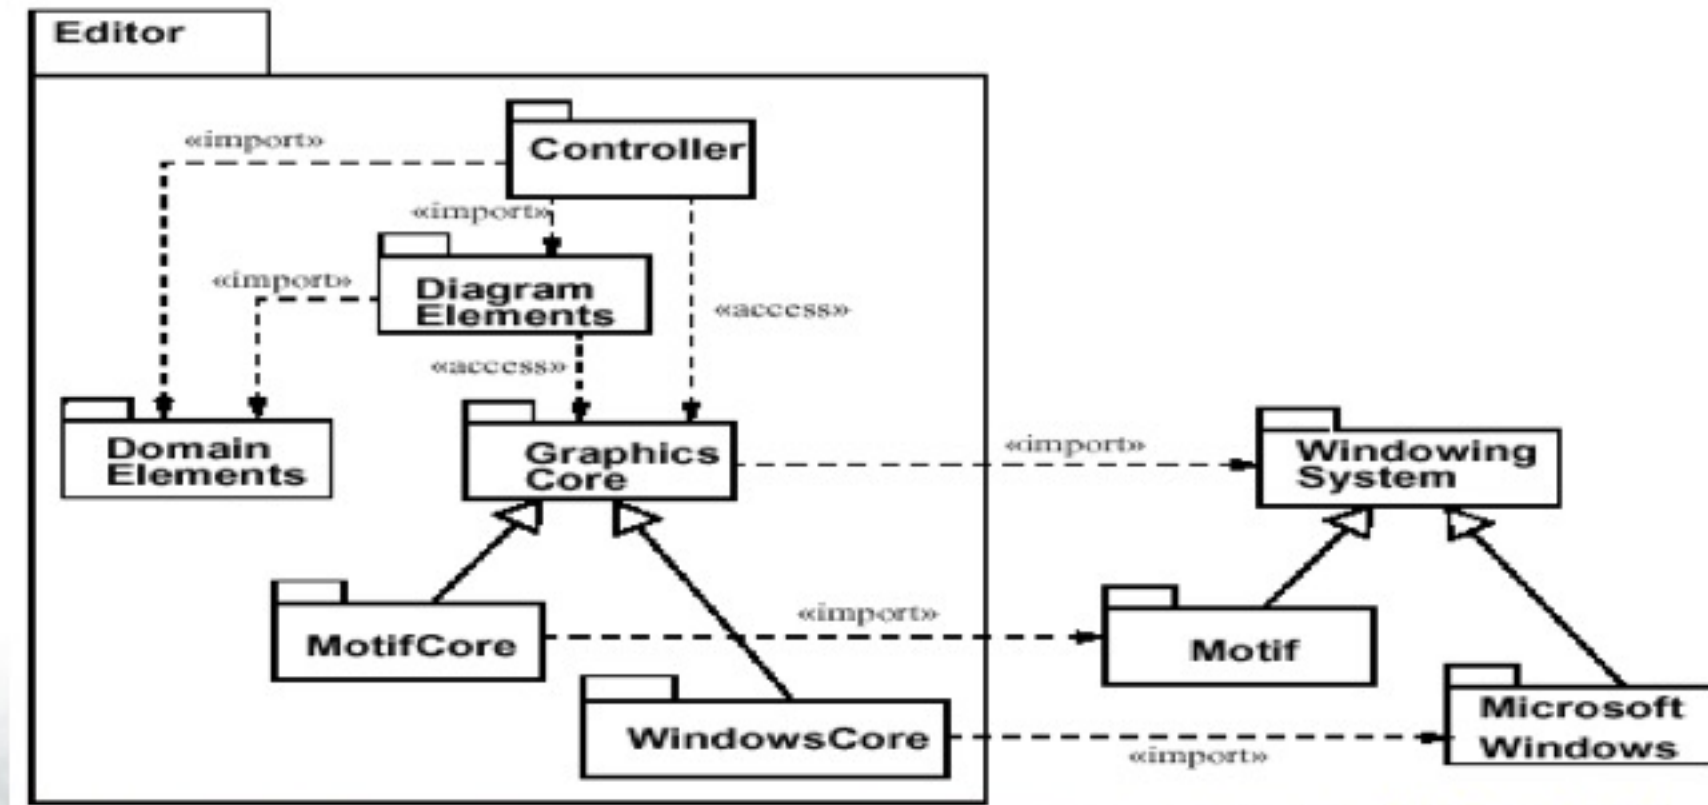 Editor
«import»
Controller
«import»
«import»
Diagram
Elements
«access»
«access»
Domain
Elements
Graphics
Core
«import»
Windowing
System
MotifCore
«import»
Motif
WindowsCore
«import»
Microsoft
Windows